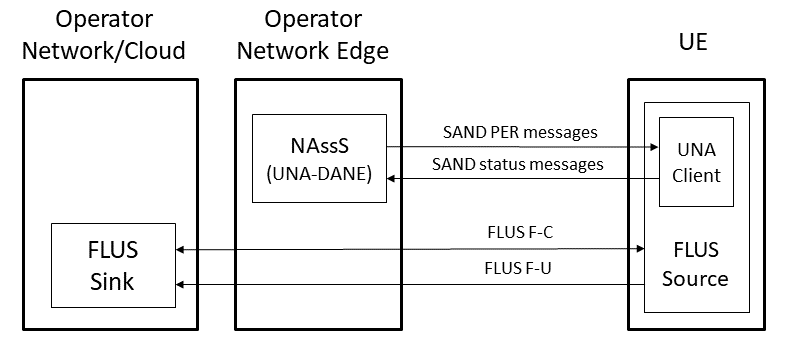 Operator
Network/Cloud
Operator
Network Edge
UE
NAssS
(UNA-DANE)
SAND PER messages
SAND status messages
UNA
Client
FLUS
Sink
FLUS F-C
FLUS F-U
FLUS
Source